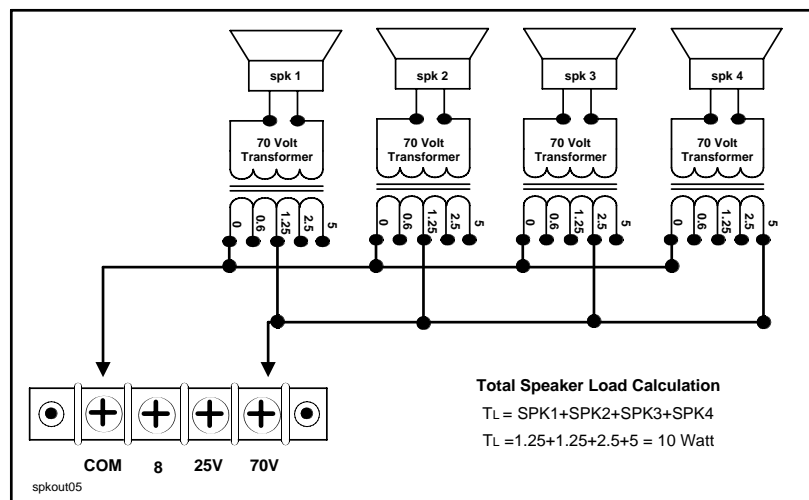 spk 1 spk 2 spk 3 spk 4
70 Volt Transformer 70 Volt Transformer 70 Volt Transformer 70 Volt Transformer
0 0.6 1.25 2.5 5 0 0.6 1.25 2.5 5 0 0.6 1.25 2.5 5 0 0.6 1.25 2.5 5
Total Speaker Load Calculation
TL = SPK1+SPK2+SPK3+SPK4
TL =1.25+1.25+2.5+5 = 10 Watt
COM 8 25V 70V
spkout05